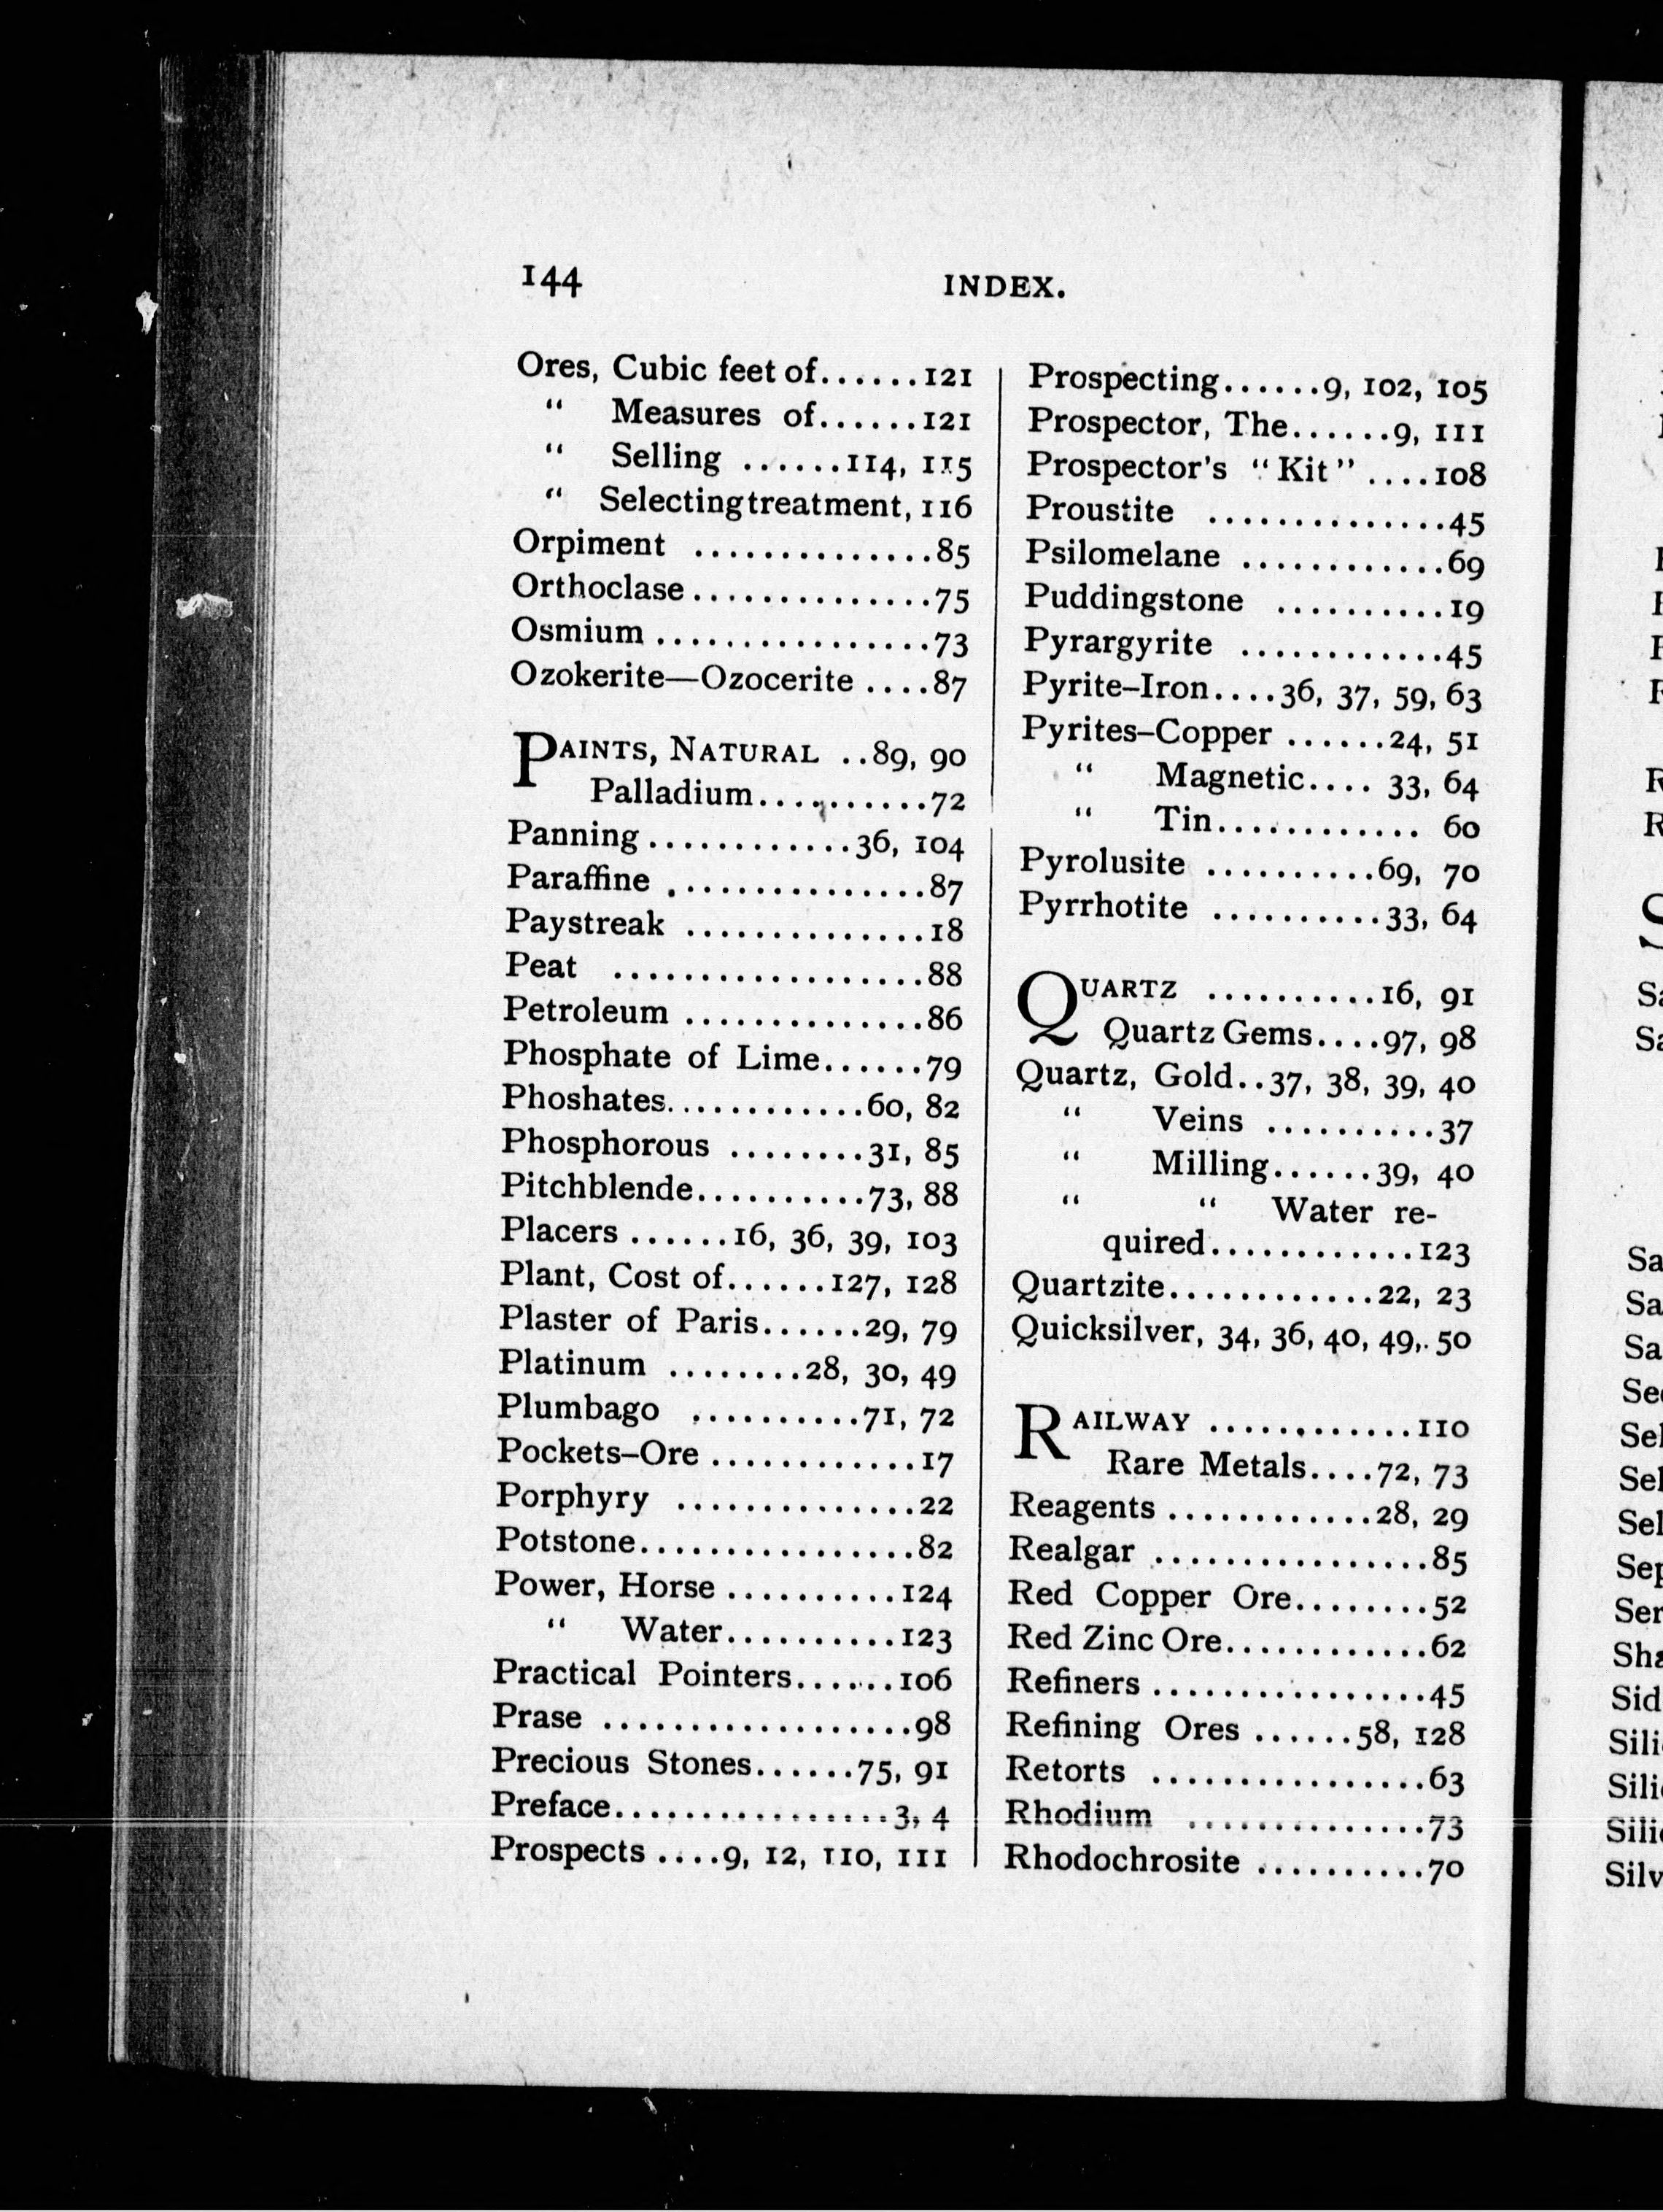 144 INDEX.
Ores, Cubic feet of......121
“ Measures of......121
“ Selling ......114, 115
“ Selecting treatment, 116
Orpiment ..............85
Orthoclase..............75
Osmium ................73
Ozokerite—Ozocerite ....87
PAINTS, NATURAL ..89, 90
Palladium............72
Panning ............36, 104
Paraffine ...............87
Paystreak ..............18
Peat ..................88
Petroleum ..............86
Phosphate of Lime......79
Phoshates............60, 82
Phosphorous ........31, 85
Pitchblende..........73, 88
Placers ......16, 36, 39, 103
Plant, Cost of......127, 128
Plaster of Paris......29, 79
Platinum ........28, 30, 49
Plumbago ..........71, 72
Pockets–Ore ............17
Porphyry ..............22
Potstone................82
Power, Horse ..........124
“ Water..........123
Practical Pointers......106
Prase ..................98
Precious Stones......75, 91
Preface................3, 4
Prospects ....9, 12, 110, 111
Prospecting......9, 102, 105
Prospector, The......9, 111
Prospector's “Kit” ....108
Proustite ..............45
Psilomelane ............69
Puddingstone ..........19
Pyrargyrite ............45
Pyrite–Iron....36, 37, 59, 63
Pyrites–Copper ......24, 51
“ Magnetic.... 33, 64
“ Tin............ 60
Pyrolusite ..........69, 70
Pyrrhotite ..........33, 64
QUARTZ ..........16, 91
Quartz Gems....97, 98
Quartz, Gold..37, 38, 39, 40
“ Veins ..........37
“ Milling......39, 40
“ “ Water re-
quired............123
Quartzite............22, 23
Quicksilver, 34, 36, 40, 49, 50
RAILWAY ............110
Rare Metals....72, 73
Reagents ............28, 29
Realgar ................85
Red Copper Ore........52
Red Zinc Ore............62
Refiners ................45
Refining Ores ......58, 128
Retorts ................63
Rhodium ..............73
Rhodochrosite ..........70